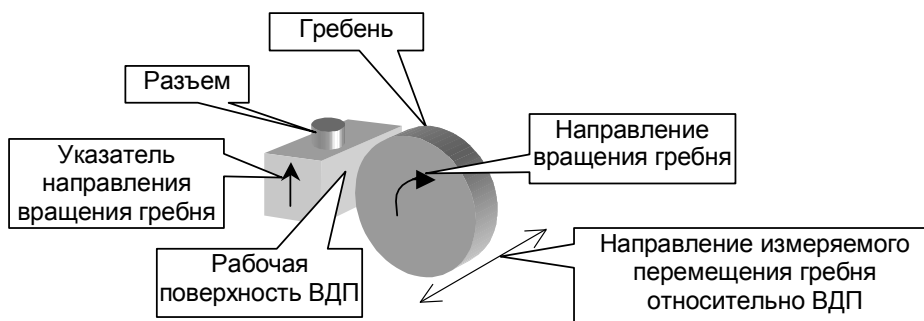 Гребень
Разъем
Указатель
направления
вращения гребня
Направление
вращения гребня
Рабочая
поверхность ВДП
Направление измеряемого
перемещения гребня
относительно ВДП